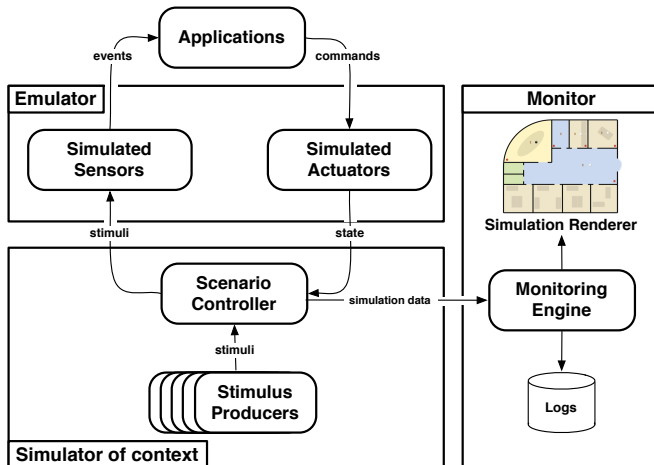 Applications
events
commands
Emulator
Monitor
Simulated
Sensors
Simulated
Actuators
Simulation Renderer
stimuli
state
Scenario
Controller
simulation data
Monitoring
Engine
stimuli
Stimulus
Producers
Logs
Simulator of context